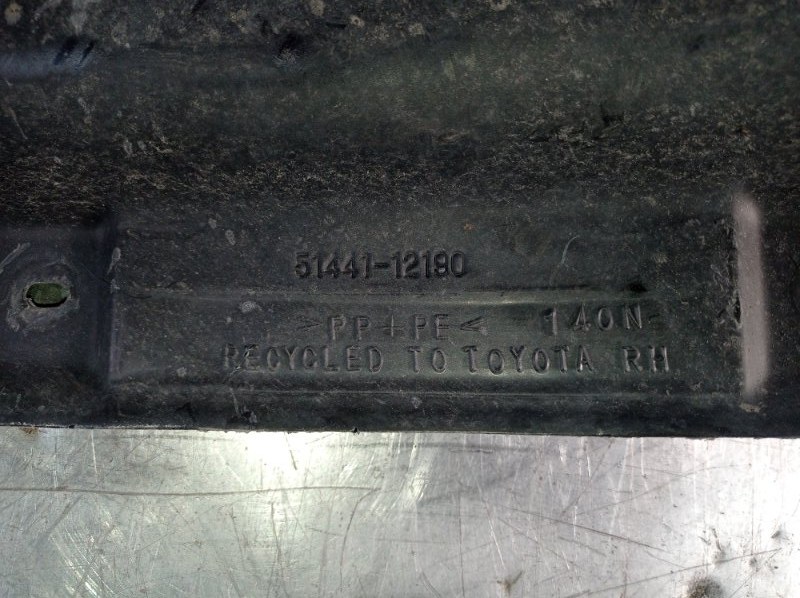 51441-12190
>PP+PE< 140N
RECYCLED TO TOYOTA RH